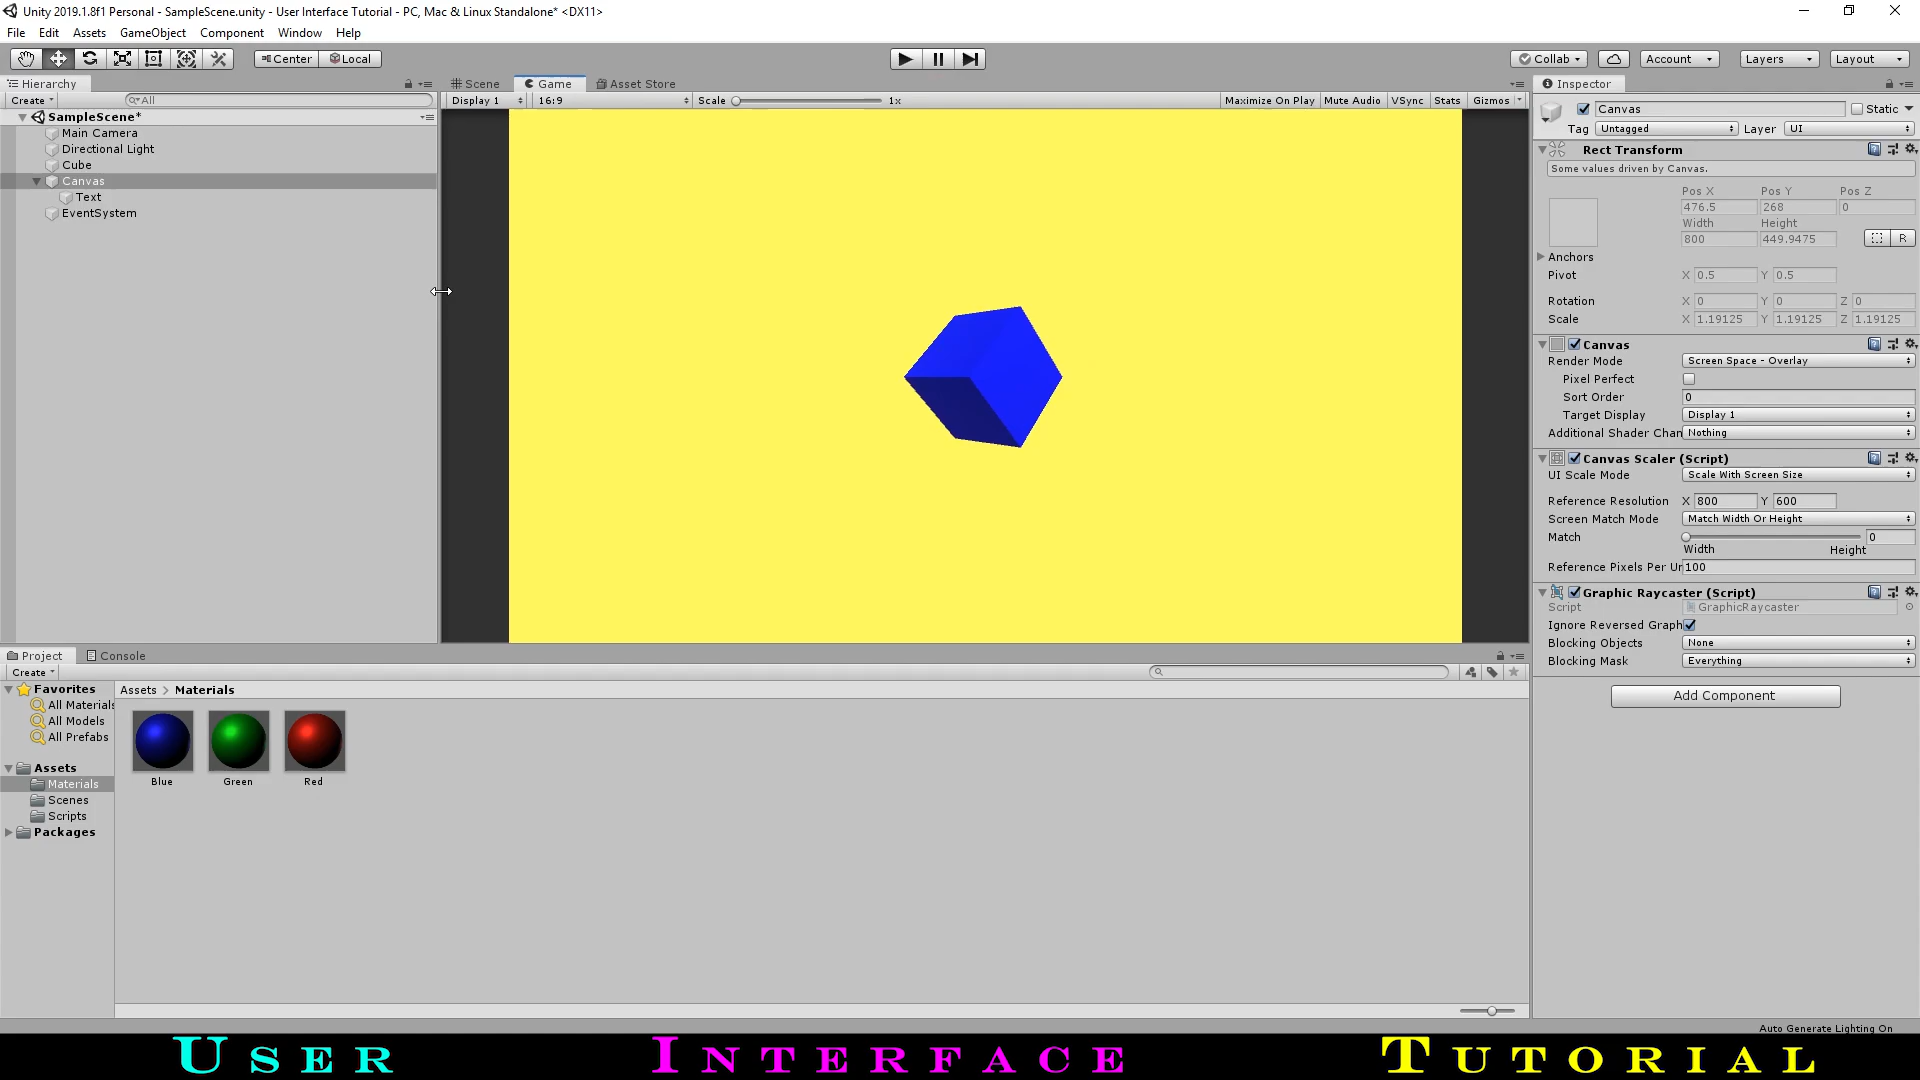 Unity 2019.1.8f1 Personal - SampleScene.unity - User Interface Tutorial - PC, Mac & Linux Standalone* <DX11>
File Edit Assets GameObject Component Window Help
Center Local Collab Account Layers Layout
Hierarchy
Create All
SampleScene*
Main Camera
Directional Light
Cube
Canvas
Text
EventSystem
Scene Game Asset Store
Display 1 16:9 Scale 1x Maximize On Play Mute Audio VSync Stats Gizmos
Inspector
Canvas Static
Tag Untagged Layer UI
Rect Transform
Some values driven by Canvas.
Pos X Pos Y Pos Z
476.5 268 0
Width Height
800 449.9475 R
Anchors
Pivot X 0.5 Y 0.5
Rotation X 0 Y 0 Z 0
Scale X 1.19125 Y 1.19125 Z 1.19125
Canvas
Render Mode Screen Space - Overlay
Pixel Perfect
Sort Order 0
Target Display Display 1
Additional Shader Chan Nothing
Canvas Scaler (Script)
UI Scale Mode Scale With Screen Size
Reference Resolution X 800 Y 600
Screen Match Mode Match Width Or Height
Match 0
Width Height
Reference Pixels Per Ur 100
Graphic Raycaster (Script)
Script GraphicRaycaster
Ignore Reversed Graph
Blocking Objects None
Blocking Mask Everything
Add Component
Project Console
Create
Favorites
All Materials
All Models
All Prefabs
Assets
Materials
Scenes
Scripts
Packages
Assets > Materials
Blue Green Red
Auto Generate Lighting On
User Interface Tutorial